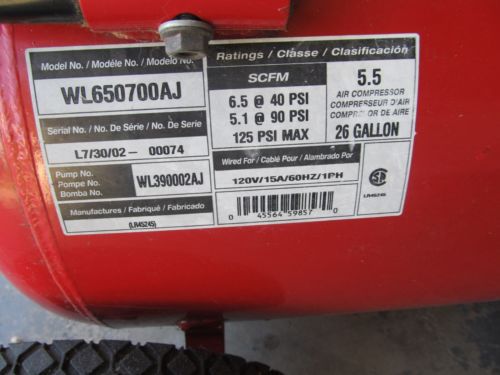 Model No. / Modéle No. / Modelo No.
WL650700AJ
Serial No. / No. De Série / No. De Serie
L7/30/02- 00074
Pump No.
Pompe No.
Bomba No.
WL390002AJ
Manufactures / Fabriqué / Fabricado
(LR45245)
Ratings / Classe / Clasificación
SCFM
6.5 @ 40 PSI
5.1 @ 90 PSI
125 PSI MAX
5.5
AIR COMPRESSOR
COMPRESSEUR D'AIR
COMPRESOR DE AIRE
26 GALLON
Wired For / Cablé Pour / Alambrado Por
120V/15A/60HZ/1PH
0 45564 59857 0
LR45245